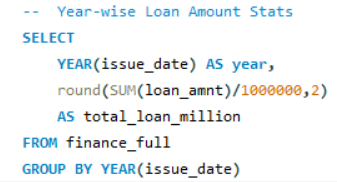 -- Year-wise Loan Amount Stats
SELECT
YEAR(issue_date) AS year,
round(SUM(loan_amnt)/1000000,2)
AS total_loan_million
FROM finance_full
GROUP BY YEAR(issue_date)